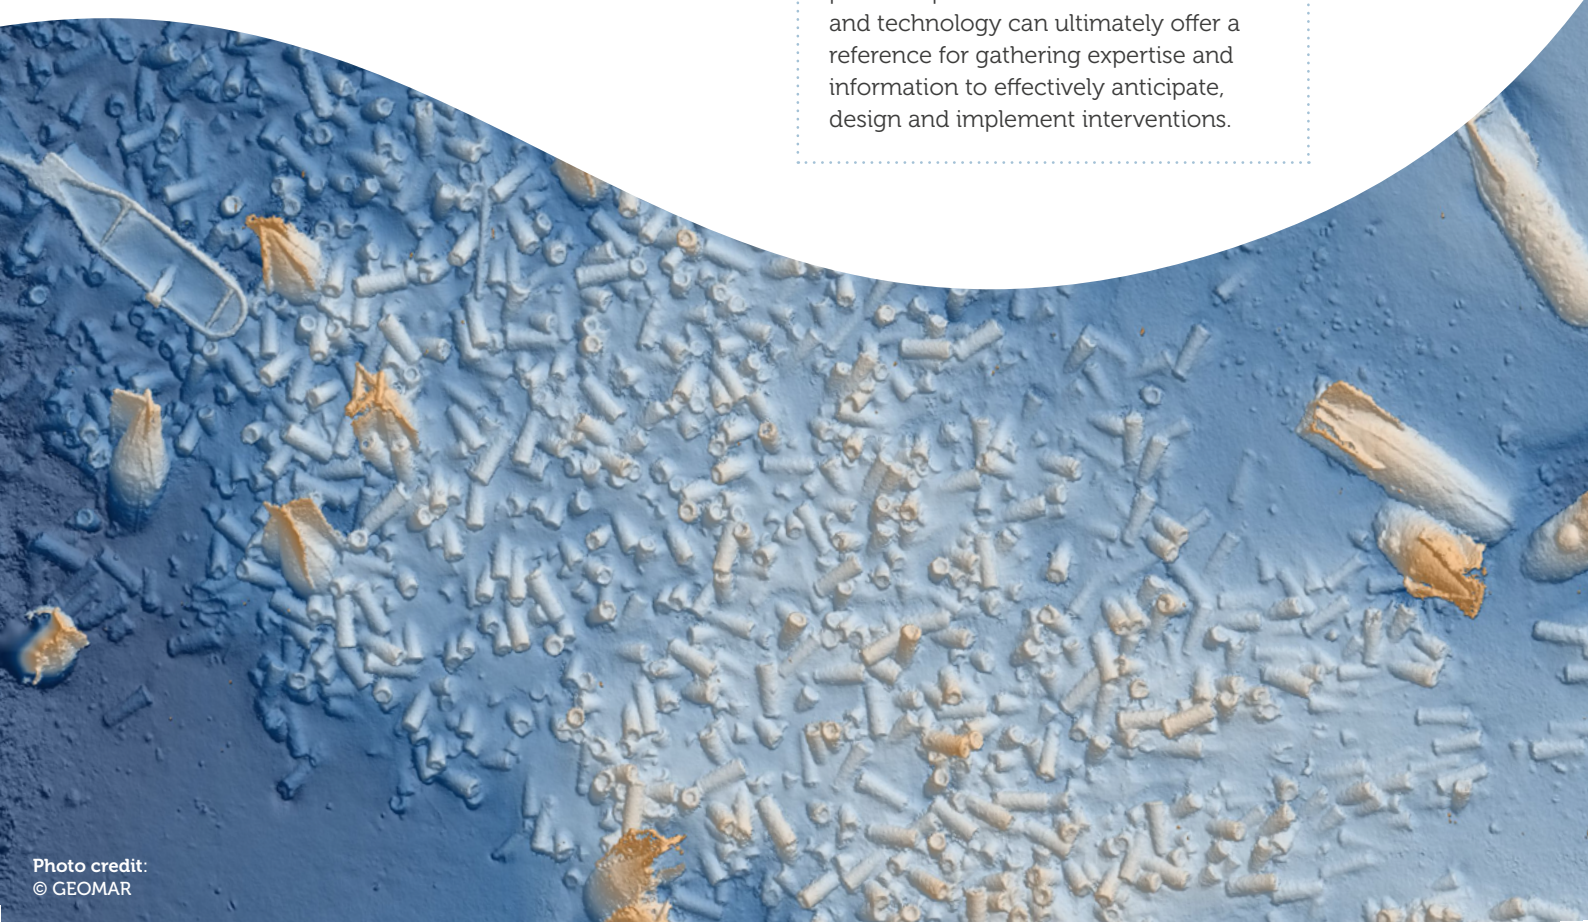 and technology can ultimately offer a
reference for gathering expertise and
information to effectively anticipate,
design and implement interventions.
Photo credit:
© GEOMAR